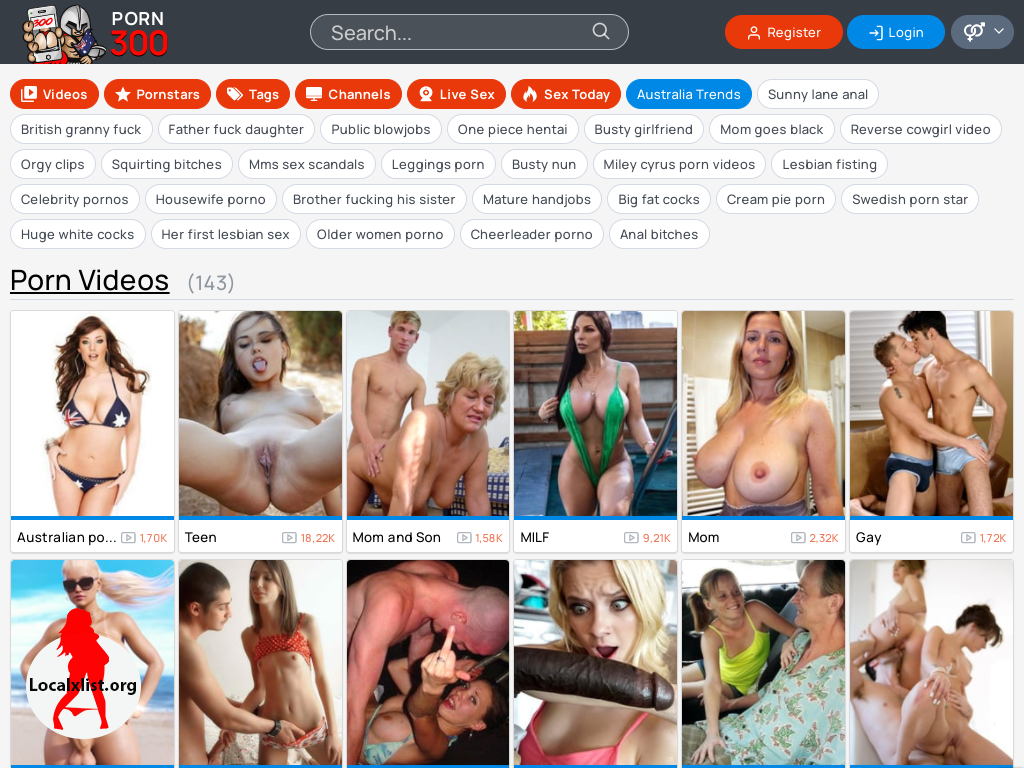 PORN
300
300
Search...
Register
Login
Videos
Pornstars
Tags
Channels
Live Sex
Sex Today
Australia Trends
Sunny lane anal
British granny fuck
Father fuck daughter
Public blowjobs
One piece hentai
Busty girlfriend
Mom goes black
Reverse cowgirl video
Orgy clips
Squirting bitches
Mms sex scandals
Leggings porn
Busty nun
Miley cyrus porn videos
Lesbian fisting
Celebrity pornos
Housewife porno
Brother fucking his sister
Mature handjobs
Big fat cocks
Cream pie porn
Swedish porn star
Huge white cocks
Her first lesbian sex
Older women porno
Cheerleader porno
Anal bitches
Porn Videos (143)
Australian po... 1,70K
Teen 18,22K
Mom and Son 1,58K
MILF 9,21K
Mom 2,32K
Gay 1,72K
Localxlist.org